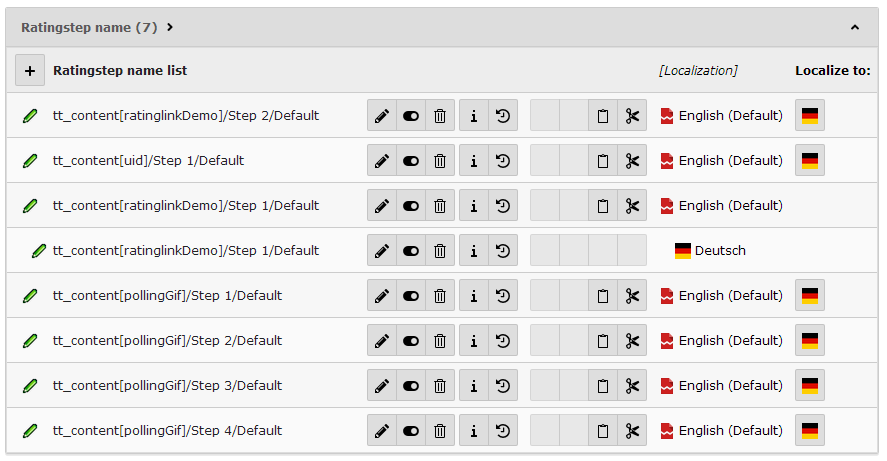 Ratingstep name (7)
Ratingstep name list [Localization] Localize to:
tt_content[ratinglinkDemo]/Step 2/Default English (Default)
tt_content[uid]/Step 1/Default English (Default)
tt_content[ratinglinkDemo]/Step 1/Default English (Default)
tt_content[ratinglinkDemo]/Step 1/Default Deutsch
tt_content[pollingGif]/Step 1/Default English (Default)
tt_content[pollingGif]/Step 2/Default English (Default)
tt_content[pollingGif]/Step 3/Default English (Default)
tt_content[pollingGif]/Step 4/Default English (Default)